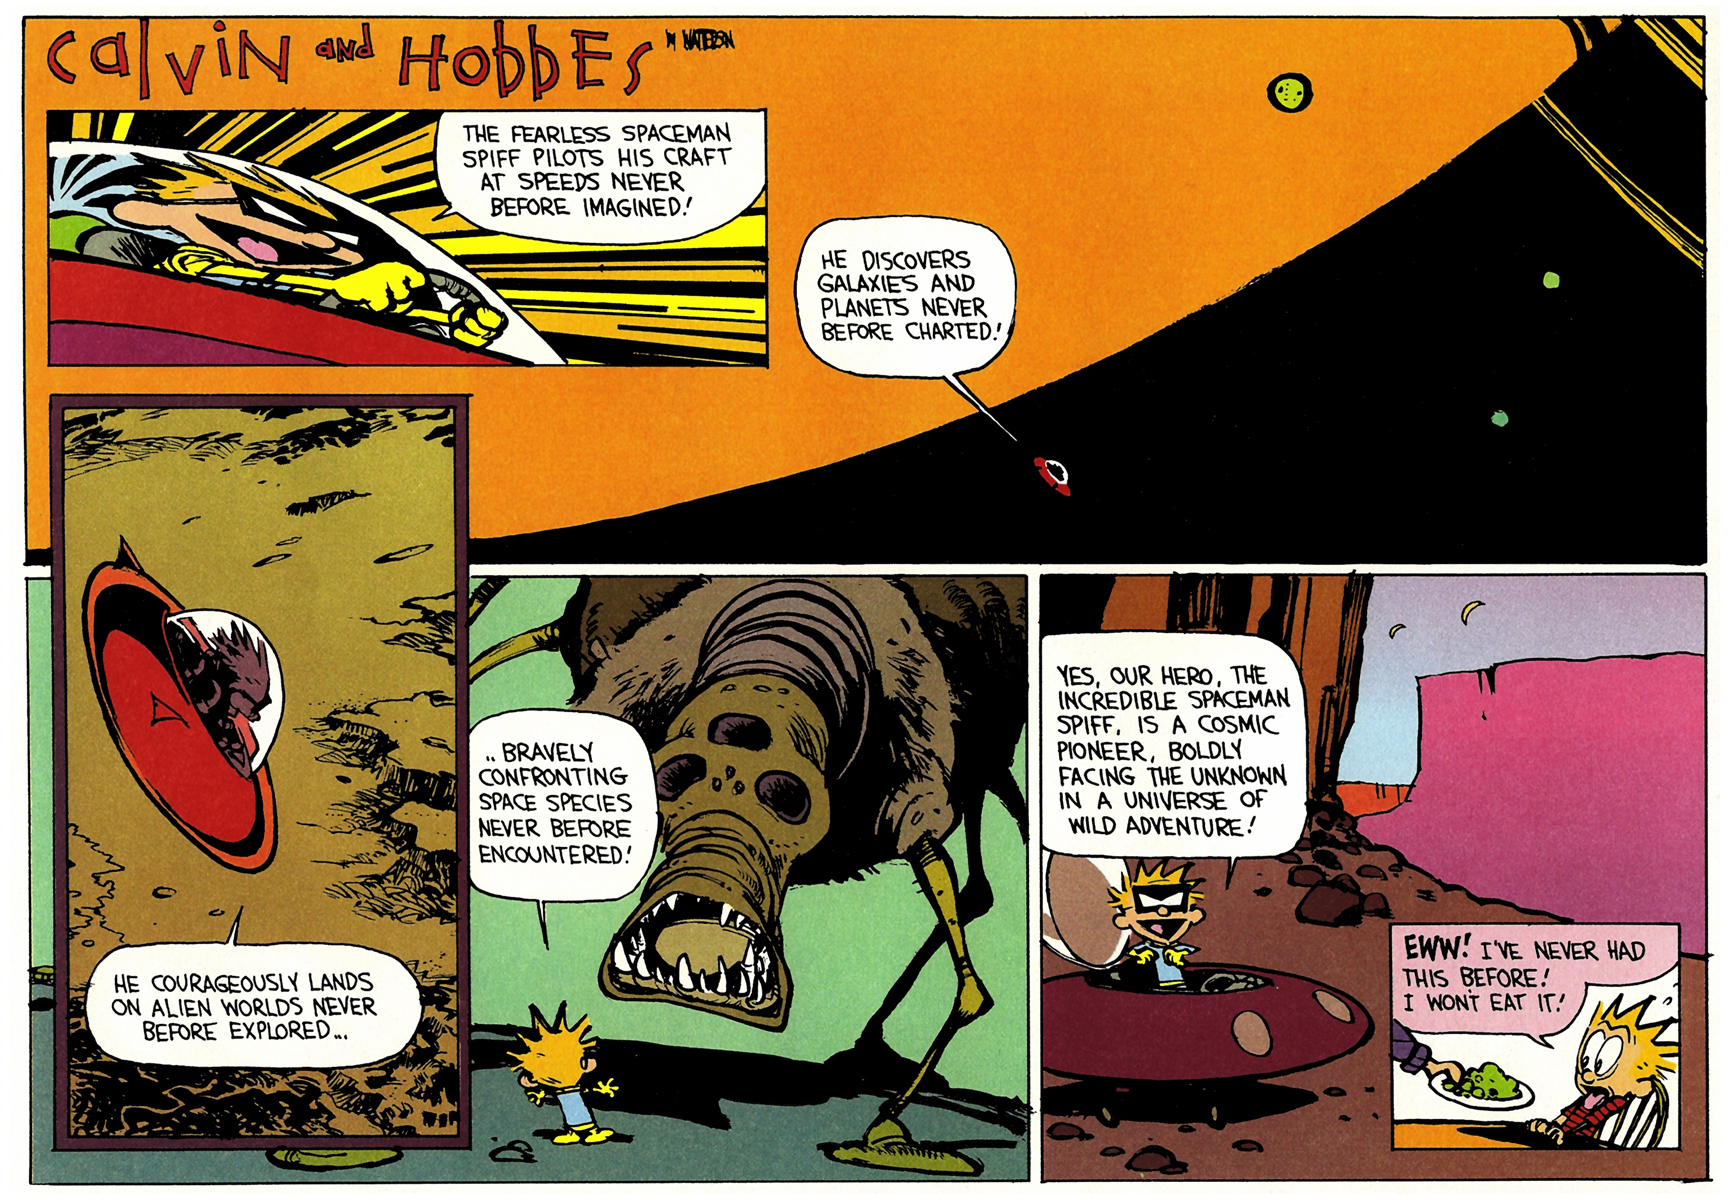 Calvin and Hobbes by WATTERSON
THE FEARLESS SPACEMAN
SPIFF PILOTS HIS CRAFT
AT SPEEDS NEVER
BEFORE IMAGINED!
HE DISCOVERS
GALAXIES AND
PLANETS NEVER
BEFORE CHARTED!
HE COURAGEOUSLY LANDS
ON ALIEN WORLDS NEVER
BEFORE EXPLORED...
..BRAVELY
CONFRONTING
SPACE SPECIES
NEVER BEFORE
ENCOUNTERED!
YES, OUR HERO, THE
INCREDIBLE SPACEMAN
SPIFF, IS A COSMIC
PIONEER, BOLDLY
FACING THE UNKNOWN
IN A UNIVERSE OF
WILD ADVENTURE!
EWW! I'VE NEVER HAD
THIS BEFORE!
I WON'T EAT IT!